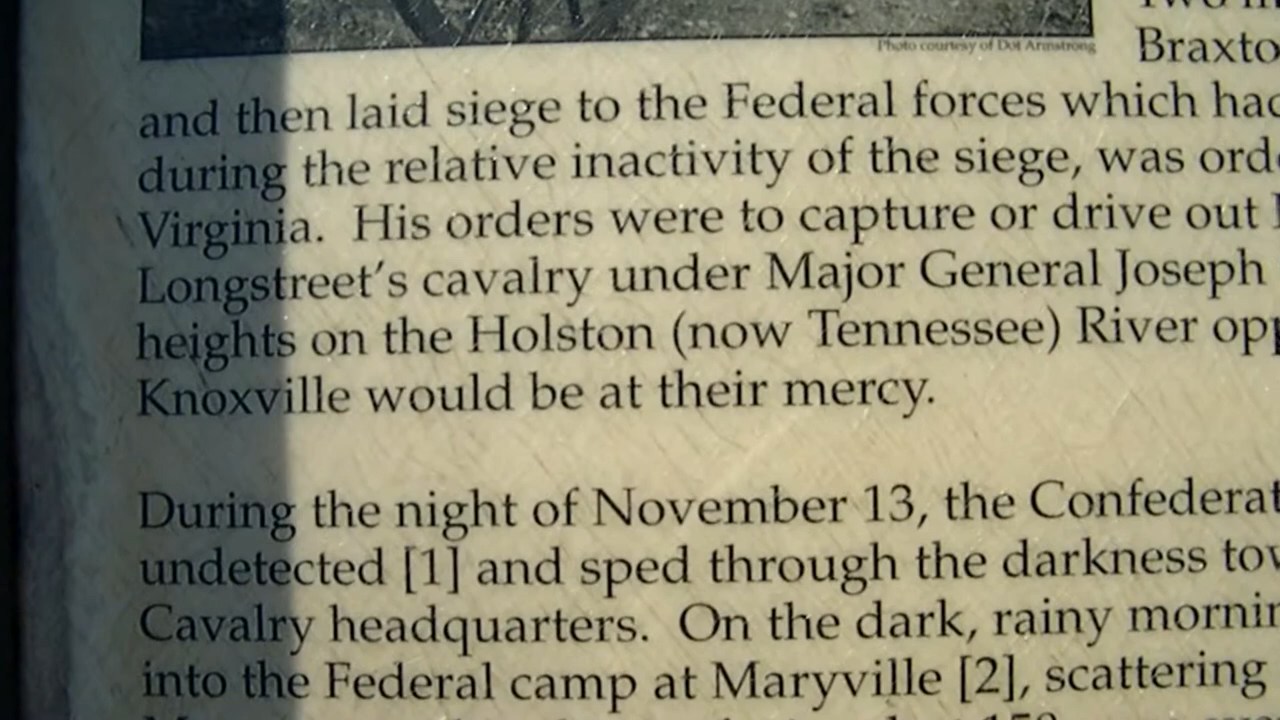 Photo courtesy of Dot Armstrong
Braxto
and then laid siege to the Federal forces which had
during the relative inactivity of the siege, was orde
Virginia. His orders were to capture or drive out
Longstreet's cavalry under Major General Joseph
heights on the Holston (now Tennessee) River opp
Knoxville would be at their mercy.
During the night of November 13, the Confederat
undetected [1] and sped through the darkness tow
Cavalry headquarters. On the dark, rainy mornin
into the Federal camp at Maryville [2], scattering